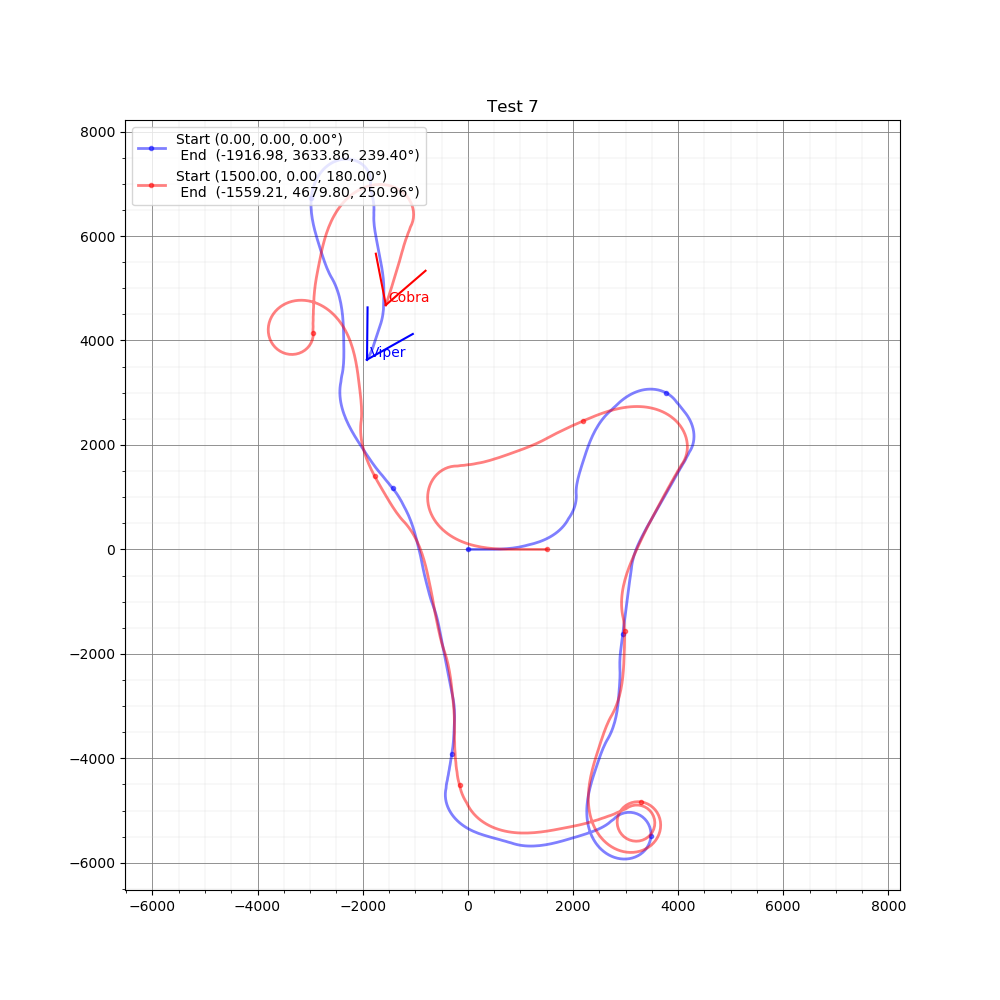 Test 7
Start (0.00, 0.00, 0.00°)
End (-1916.98, 3633.86, 239.40°)
Start (1500.00, 0.00, 180.00°)
End (-1559.21, 4679.80, 250.96°)
8000
6000
4000
2000
0
−2000
−4000
−6000
Cobra
Viper
−6000 −4000 −2000 0 2000 4000 6000 8000